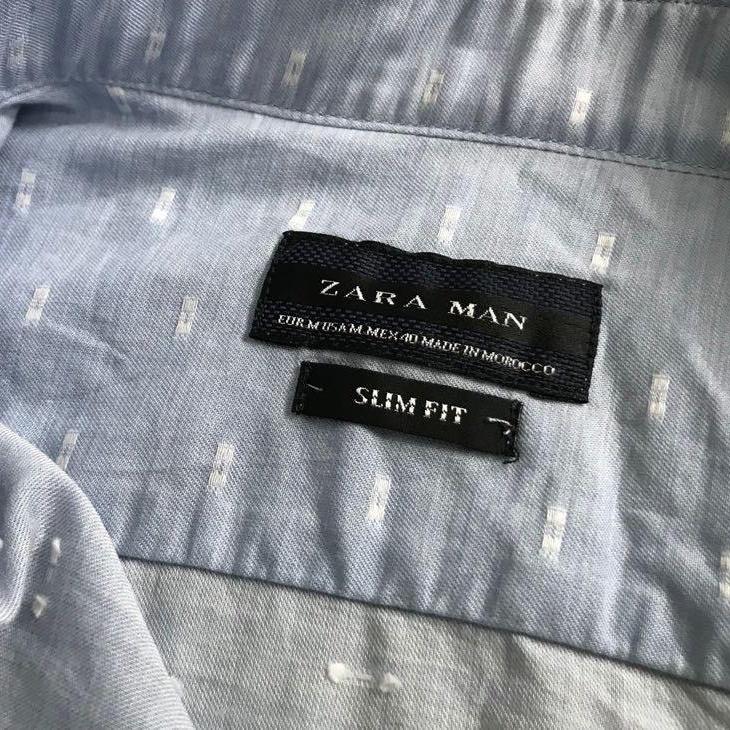 ZARA MAN
EUR.M USA M.MEX 40 MADE IN MOROCCO
SLIM FIT